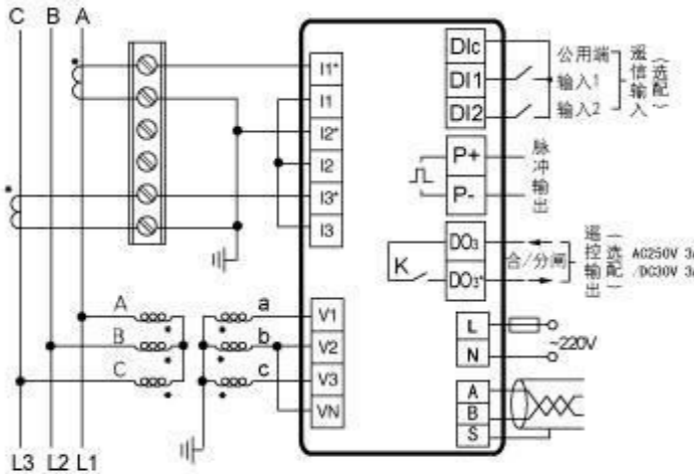 C B A
I1*
I1
I2*
I2
I3*
I3
DIc
DI1
DI2
公用端
输入1
输入2
遥信输入
(选配)
P+
P-
脉冲输出
K
DO3
DO3*
合/分闸
遥控输出
(选配)
AC250V 3A
/DC30V 3A
A
B
C
a
b
c
V1
V2
V3
VN
L
N
~220V
A
B
S
L3 L2 L1